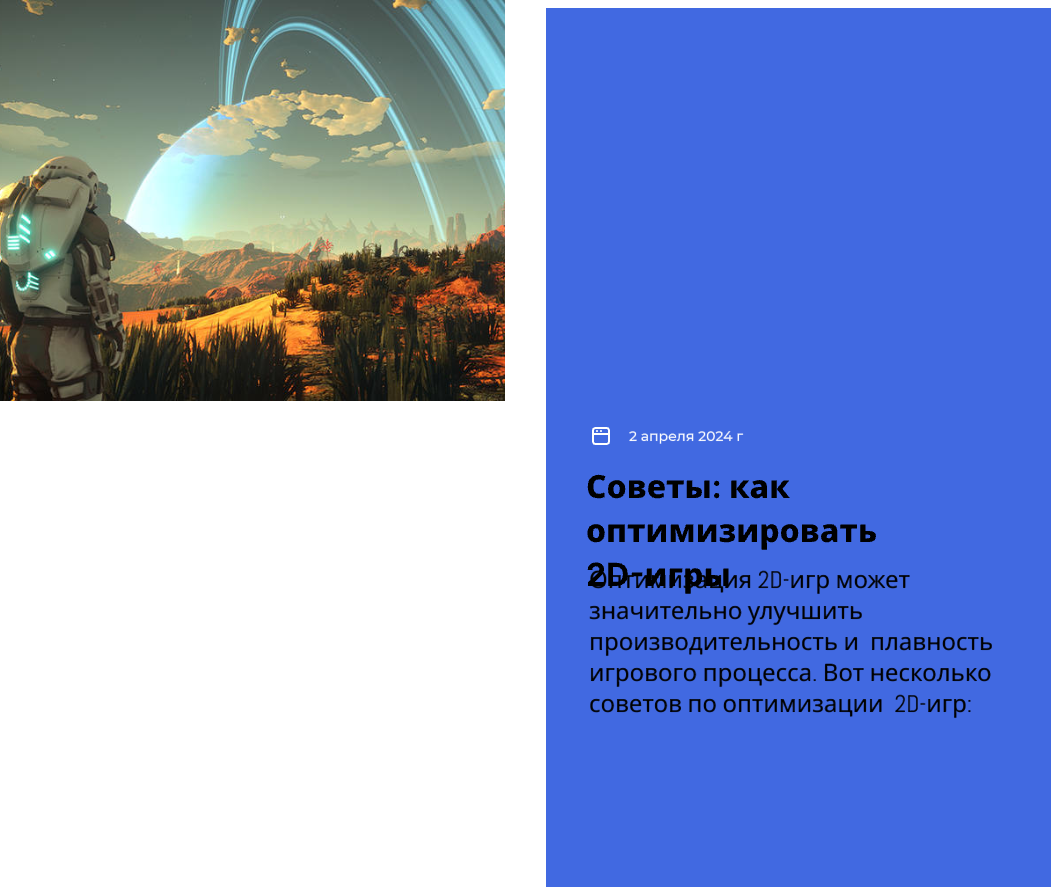 2 апреля 2024 г
Советы: как
оптимизировать
2D-игры
Оптимизация 2D-игр может
значительно улучшить
производительность и плавность
игрового процесса. Вот несколько
советов по оптимизации 2D-игр: